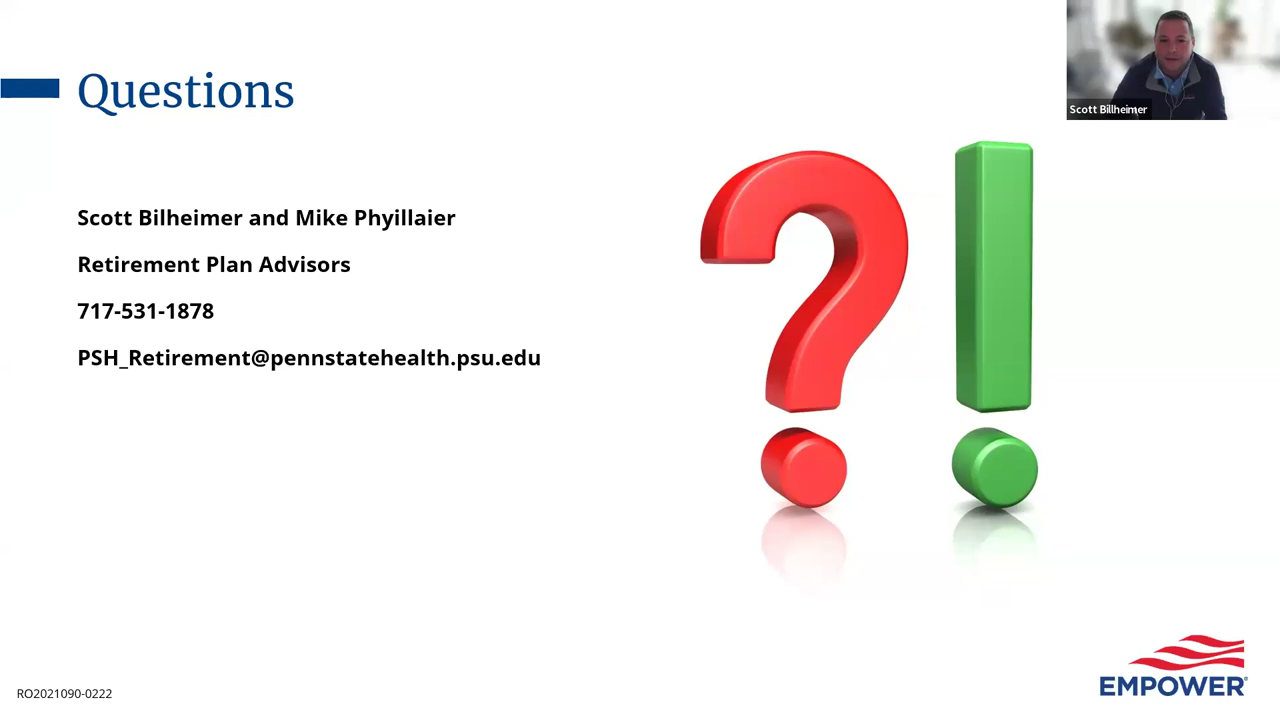 Questions
Scott Billheimer
Scott Bilheimer and Mike Phyillaier
Retirement Plan Advisors
717-531-1878
PSH_Retirement@pennstatehealth.psu.edu
?!
RO2021090-0222
EMPOWER®